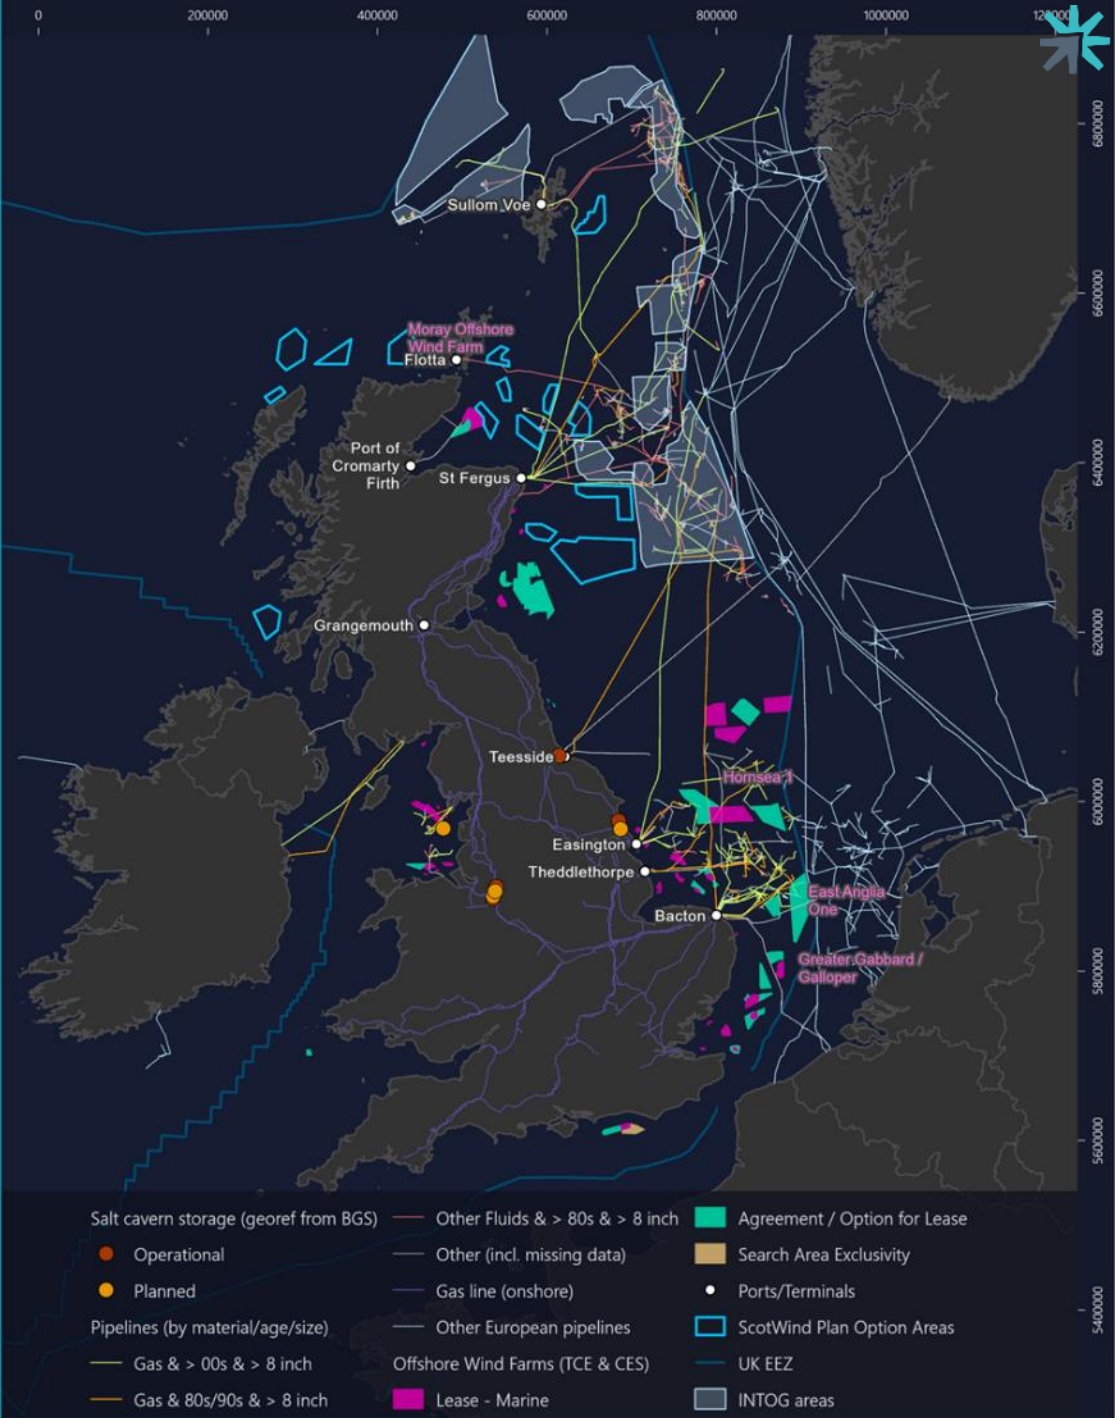 0 200000 400000 600000 800000 1000000
6800000
Sullom Voe
6600000
Moray Offshore
Wind Farm
Flotta
6400000
Port of
Cromarty
Firth
St Fergus
6200000
Grangemouth
Teesside
6000000
Hornsea 1
Easington
Theddlethorpe
East Anglia
One
Bacton
Greater Gabbard /
Galloper
5800000
5600000
5400000
Salt cavern storage (georef from BGS)
Operational
Planned
Pipelines (by material/age/size)
Gas & > 00s & > 8 inch
Gas & 80s/90s & > 8 inch
Other Fluids & > 80s & > 8 inch
Other (incl. missing data)
Gas line (onshore)
Other European pipelines
Offshore Wind Farms (TCE & CES)
Lease - Marine
Agreement / Option for Lease
Search Area Exclusivity
Ports/Terminals
ScotWind Plan Option Areas
UK EEZ
INTOG areas